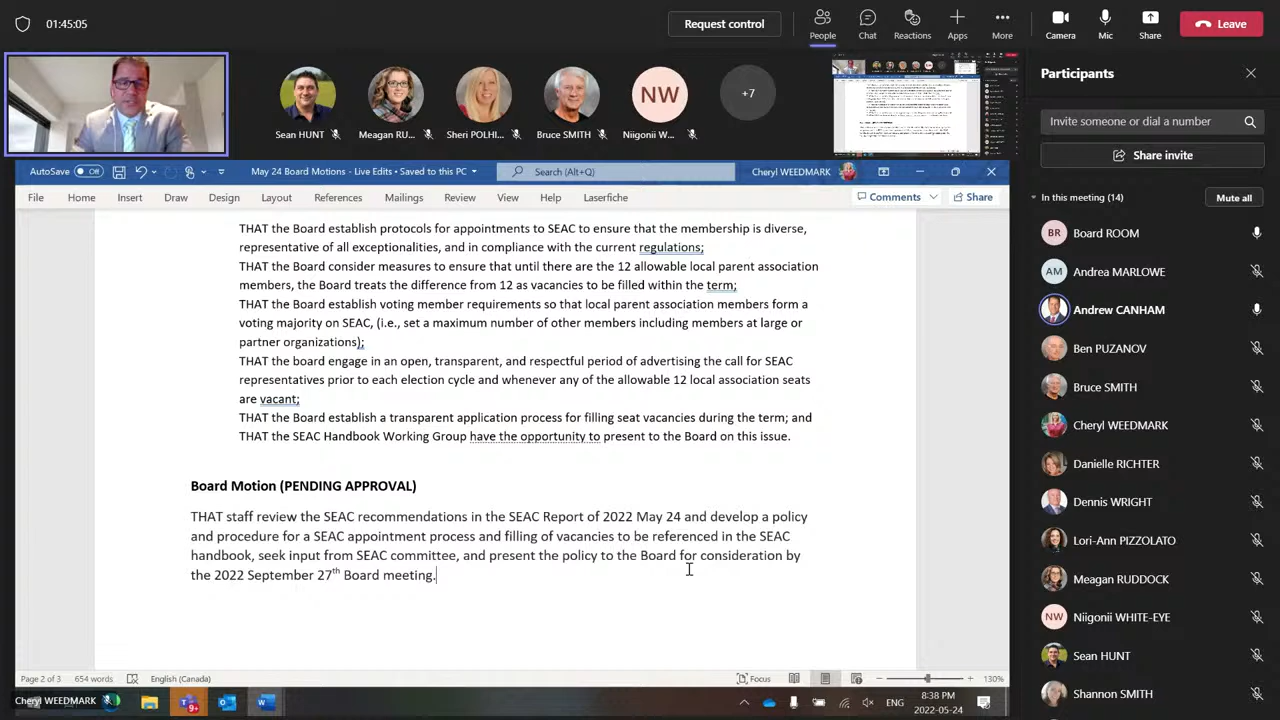 01:45:05
Request control
People
Chat
Reactions
Apps
More
Camera
Mic
Share
Leave
Sean HUNT
Meagan RU...
Bruce SMITH
Niigonii W...
+7
Participants
Invite someone or dial a number
Share invite
In this meeting (14)
Mute all
BR
Board ROOM
AM
Andrea MARLOWE
Andrew CANHAM
Ben PUZANOV
Bruce SMITH
Cheryl WEEDMARK
Danielle RICHTER
Dennis WRIGHT
Lori-Ann PIZZOLATO
Meagan RUDDOCK
NW
Niigonii WHITE-EYE
Sean HUNT
Shannon SMITH
AutoSave
Off
May 24 Board Motions - Live Edits • Saved to this PC
Search (Alt+Q)
Cheryl WEEDMARK
File
Home
Insert
Draw
Design
Layout
References
Mailings
Review
View
Help
Laserfiche
Comments
Share
THAT the Board establish protocols for appointments to SEAC to ensure that the membership is diverse,
representative of all exceptionalities, and in compliance with the current regulations;
THAT the Board consider measures to ensure that until there are the 12 allowable local parent association
members, the Board treats the difference from 12 as vacancies to be filled within the term;
THAT the Board establish voting member requirements so that local parent association members form a
voting majority on SEAC, (i.e., set a maximum number of other members including members at large or
partner organizations);
THAT the board engage in an open, transparent, and respectful period of advertising the call for SEAC
representatives prior to each election cycle and whenever any of the allowable 12 local association seats
are vacant;
THAT the Board establish a transparent application process for filling seat vacancies during the term; and
THAT the SEAC Handbook Working Group have the opportunity to present to the Board on this issue.
Board Motion (PENDING APPROVAL)
THAT staff review the SEAC recommendations in the SEAC Report of 2022 May 24 and develop a policy
and procedure for a SEAC appointment process and filling of vacancies to be referenced in the SEAC
handbook, seek input from SEAC committee, and present the policy to the Board for consideration by
the 2022 September 27th Board meeting.
Page 2 of 3
654 words
English (Canada)
Focus
130%
Cheryl WEEDMARK
ENG
8:38 PM
2022-05-24